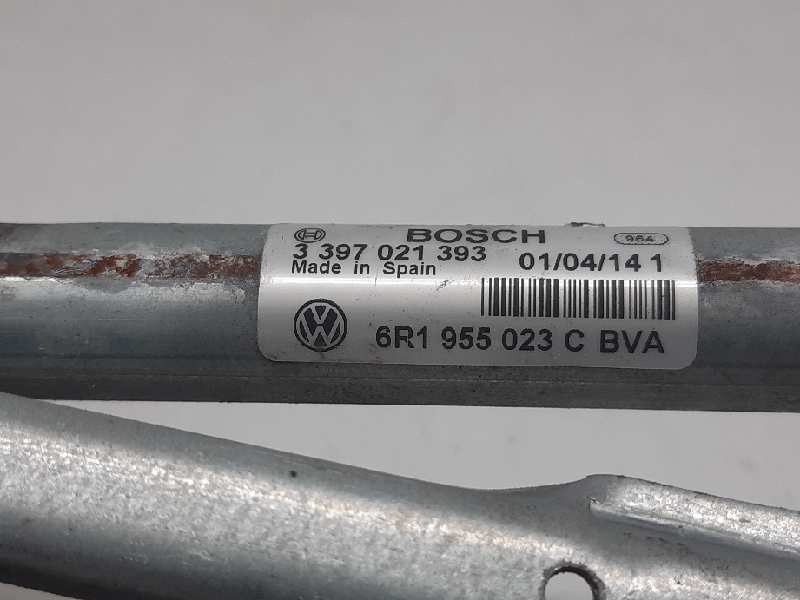 BOSCH 984
3 397 021 393
Made in Spain 01/04/14 1
6R1 955 023 C BVA